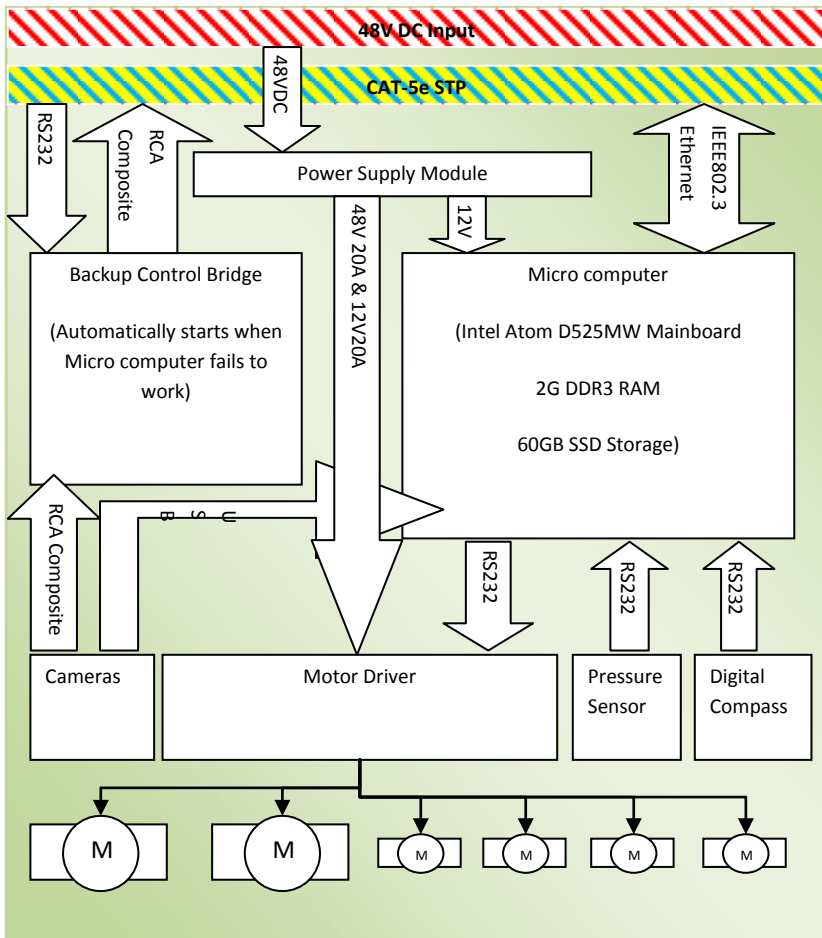 48V DC Input
48VDC
CAT-5e STP
RS232
RCA
Composite
IEEE802.3
Ethernet
Power Supply Module
48V 20A & 12V20A
12V
Backup Control Bridge
(Automatically starts when
Micro computer fails to
work)
Micro computer
(Intel Atom D525MW Mainboard
2G DDR3 RAM
60GB SSD Storage)
RCA Composite
U
S
B
RS232
RS232
RS232
Cameras
Motor Driver
Pressure
Sensor
Digital
Compass
M
M
M
M
M
M